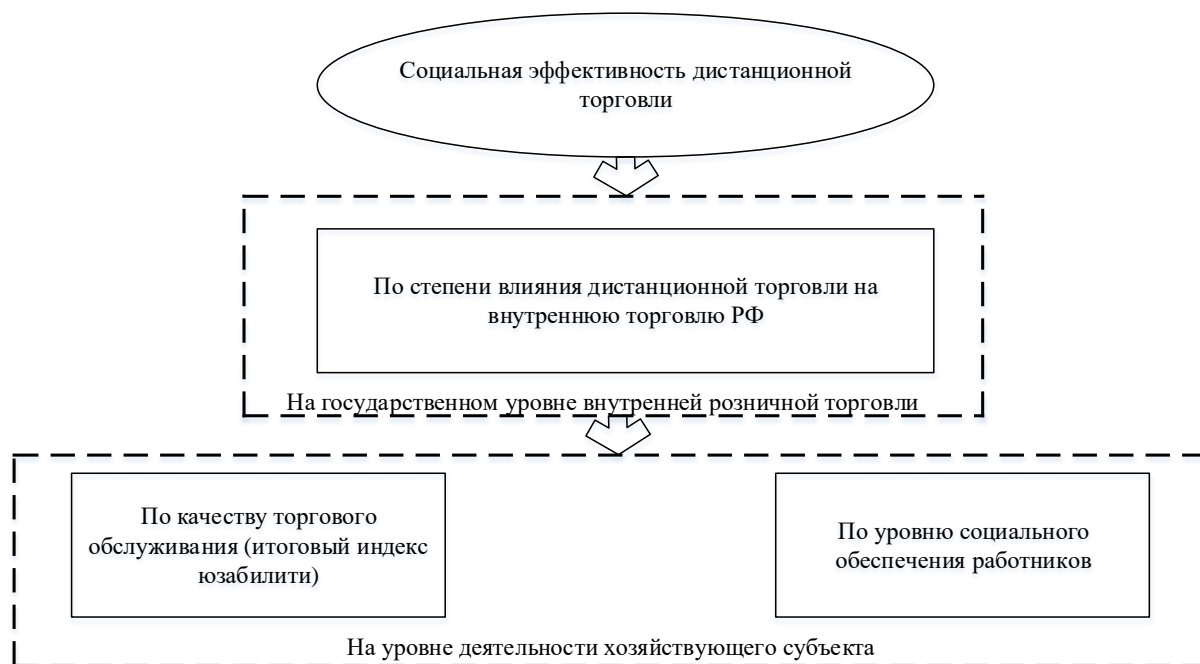 Социальная эффективность дистанционной
торговли
По степени влияния дистанционной торговли на
внутреннюю торговлю РФ
На государственном уровне внутренней розничной торговли
По качеству торгового
обслуживания (итоговый индекс
юзабилити)
По уровню социального
обеспечения работников
На уровне деятельности хозяйствующего субъекта